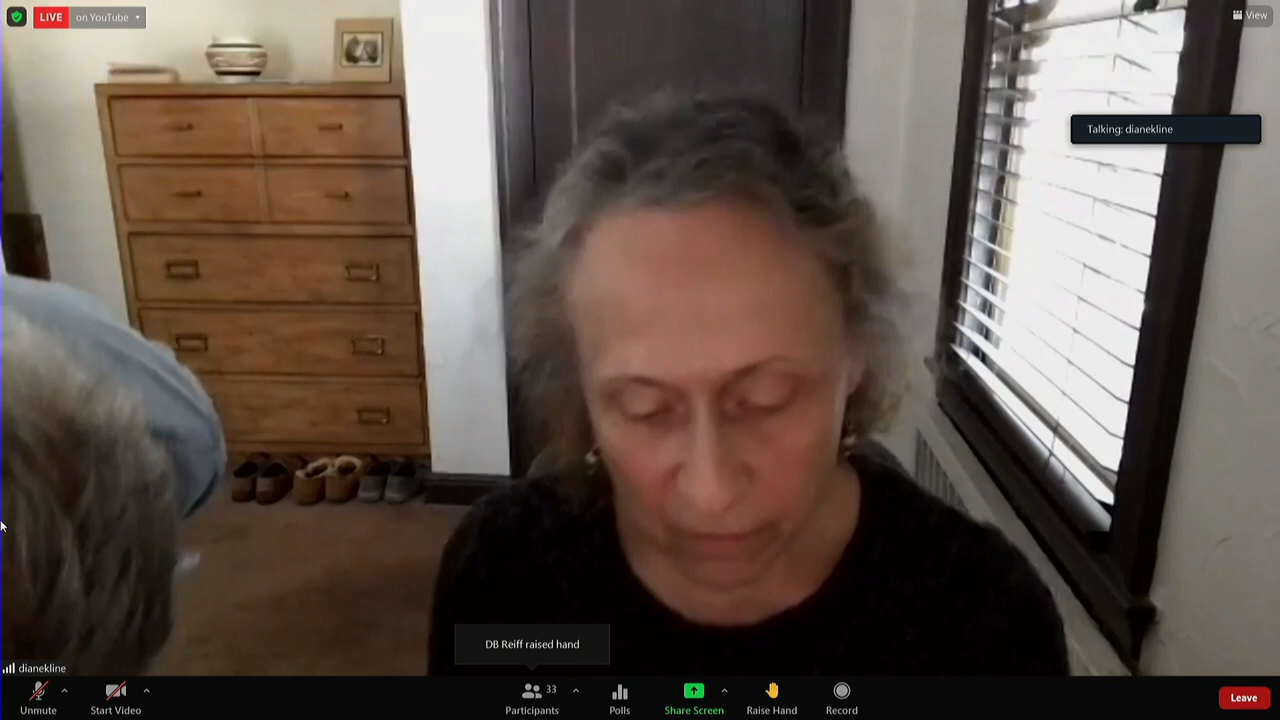 LIVE on YouTube
View
Talking: dianekline
DB Reiff raised hand
dianekline
Unmute
Start Video
Participants 33
Polls
Share Screen
Raise Hand
Record
Leave